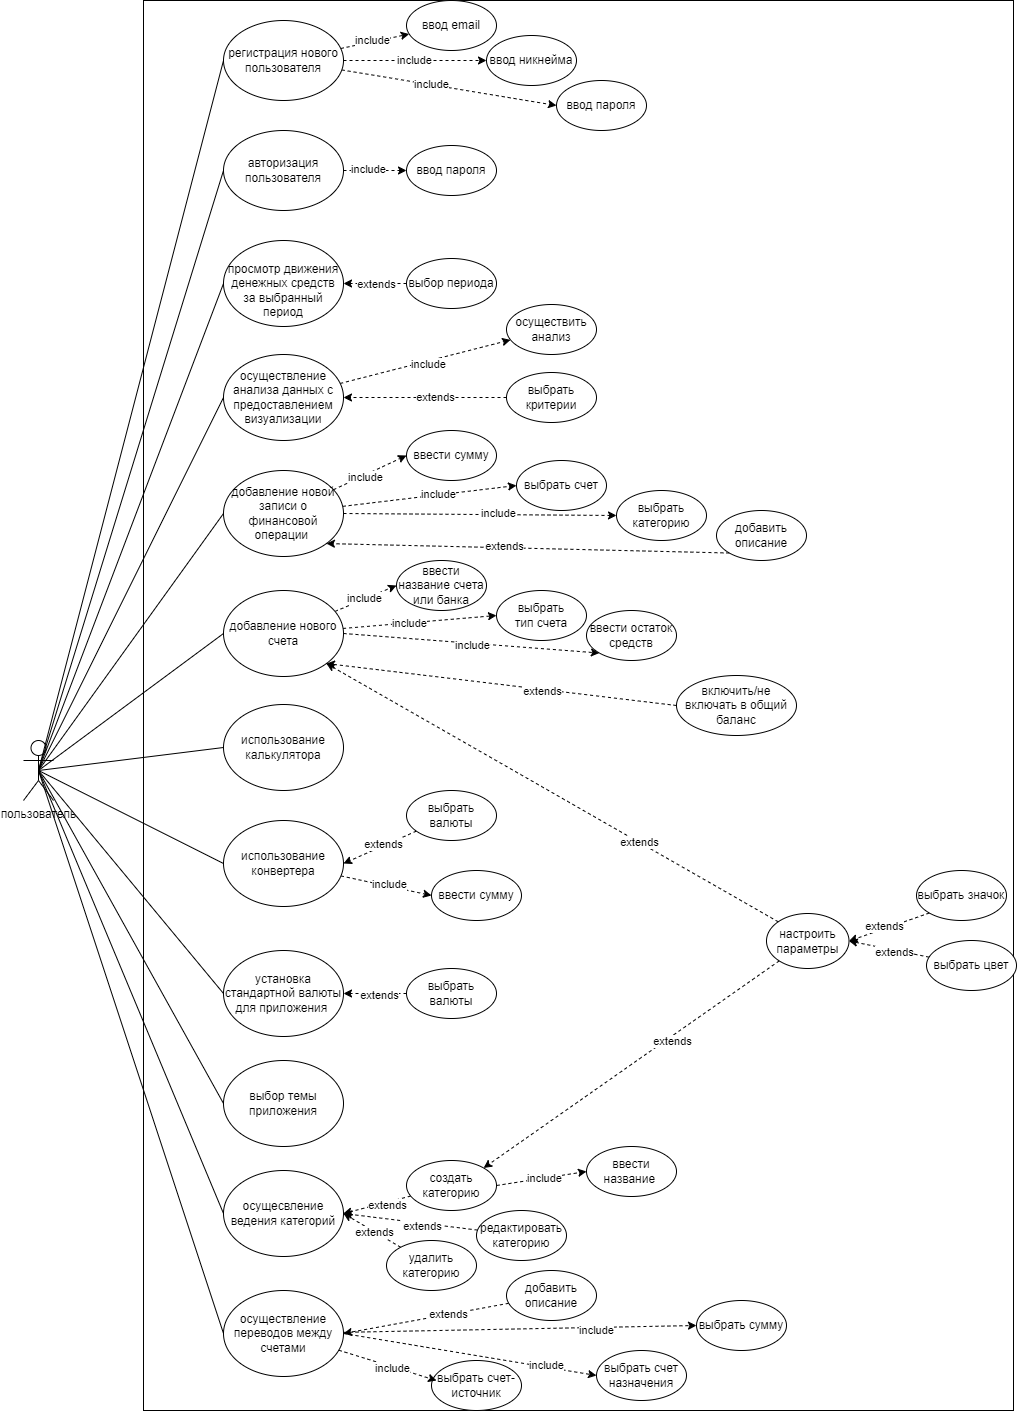 ввод email
include
регистрация нового
пользователя
include
ввод никнейма
include
ввод пароля
авторизация
пользователя
include
ввод пароля
просмотр движения
денежных средств
за выбранный
период
extends
выбор периода
осуществить
анализ
include
осуществление
анализа данных с
предоставлением
визуализации
extends
выбрать
критерии
ввести сумму
include
добавление новой
записи о
финансовой
операции
include
выбрать счет
include
выбрать
категорию
extends
добавить
описание
ввести
название счета
или банка
include
добавление нового
счета
include
выбрать
тип счета
include
ввести остаток
средств
extends
включить/не
включать в общий
баланс
использование
калькулятора
пользователь
выбрать
валюты
extends
использование
конвертера
include
ввести сумму
extends
настроить
параметры
extends
выбрать значок
extends
выбрать цвет
установка
стандартной валюты
для приложения
extends
выбрать
валюты
extends
выбор темы
приложения
осущесвление
ведения категорий
extends
создать
категорию
include
ввести
название
extends
редактировать
категорию
extends
удалить
категорию
осуществление
переводов между
счетами
extends
добавить
описание
include
выбрать сумму
include
выбрать счет
назначения
include
выбрать счет-
источник